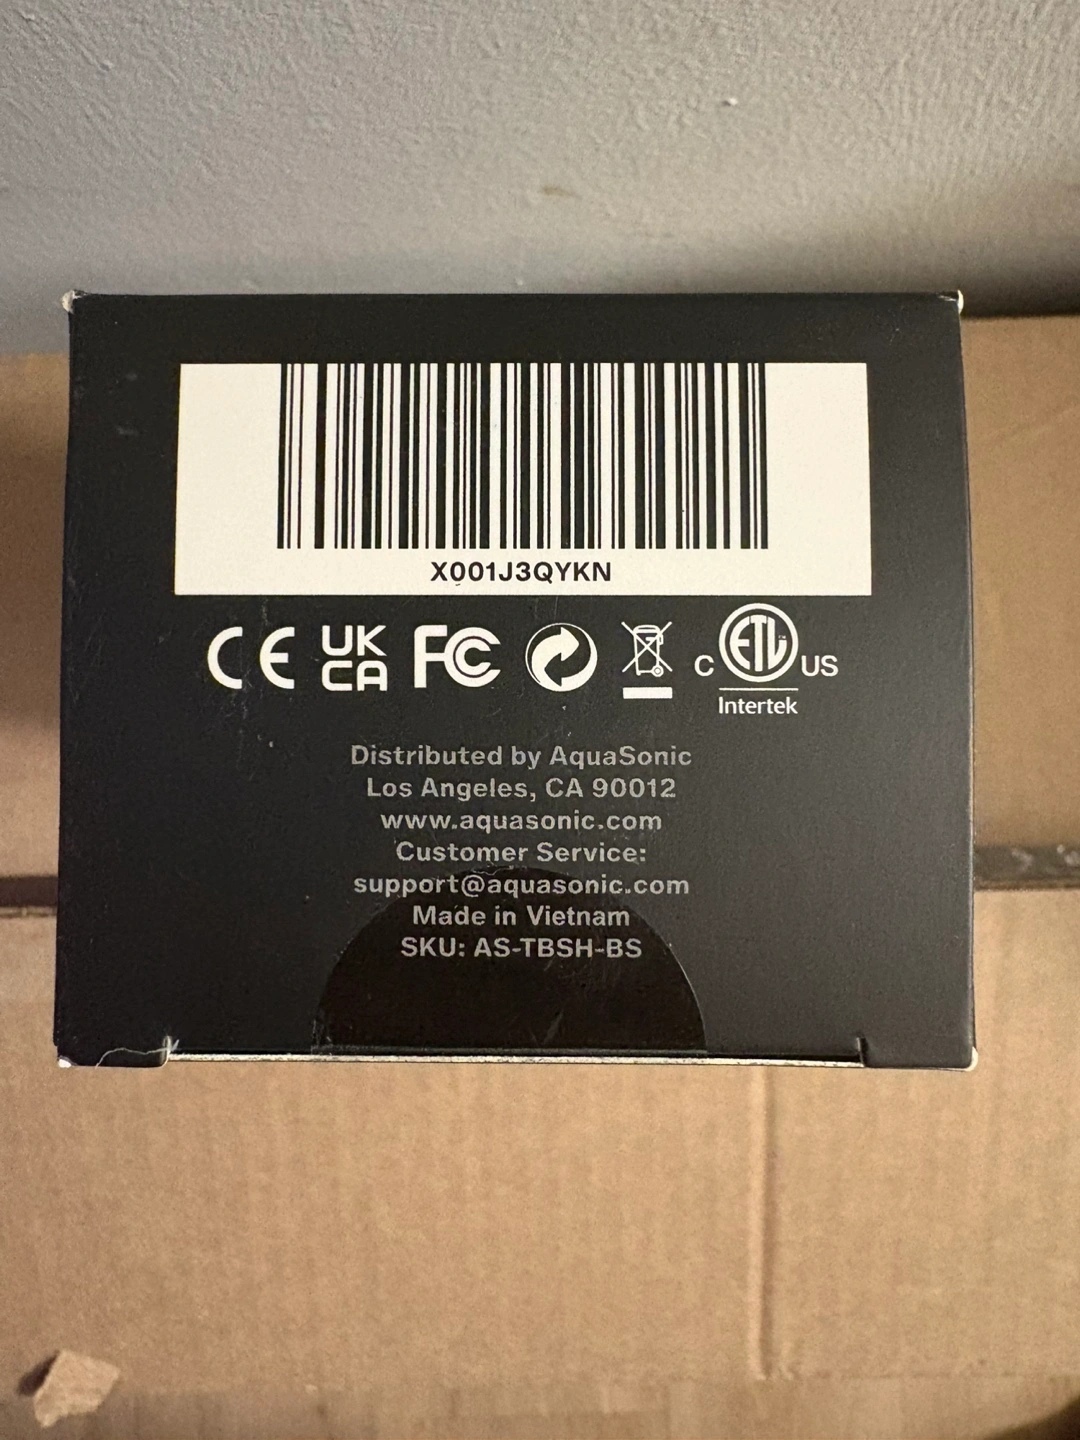 X001J3QYKN
CE UK CA FC C ETL US
Intertek
Distributed by AquaSonic
Los Angeles, CA 90012
www.aquasonic.com
Customer Service:
support@aquasonic.com
Made in Vietnam
SKU: AS-TBSH-BS